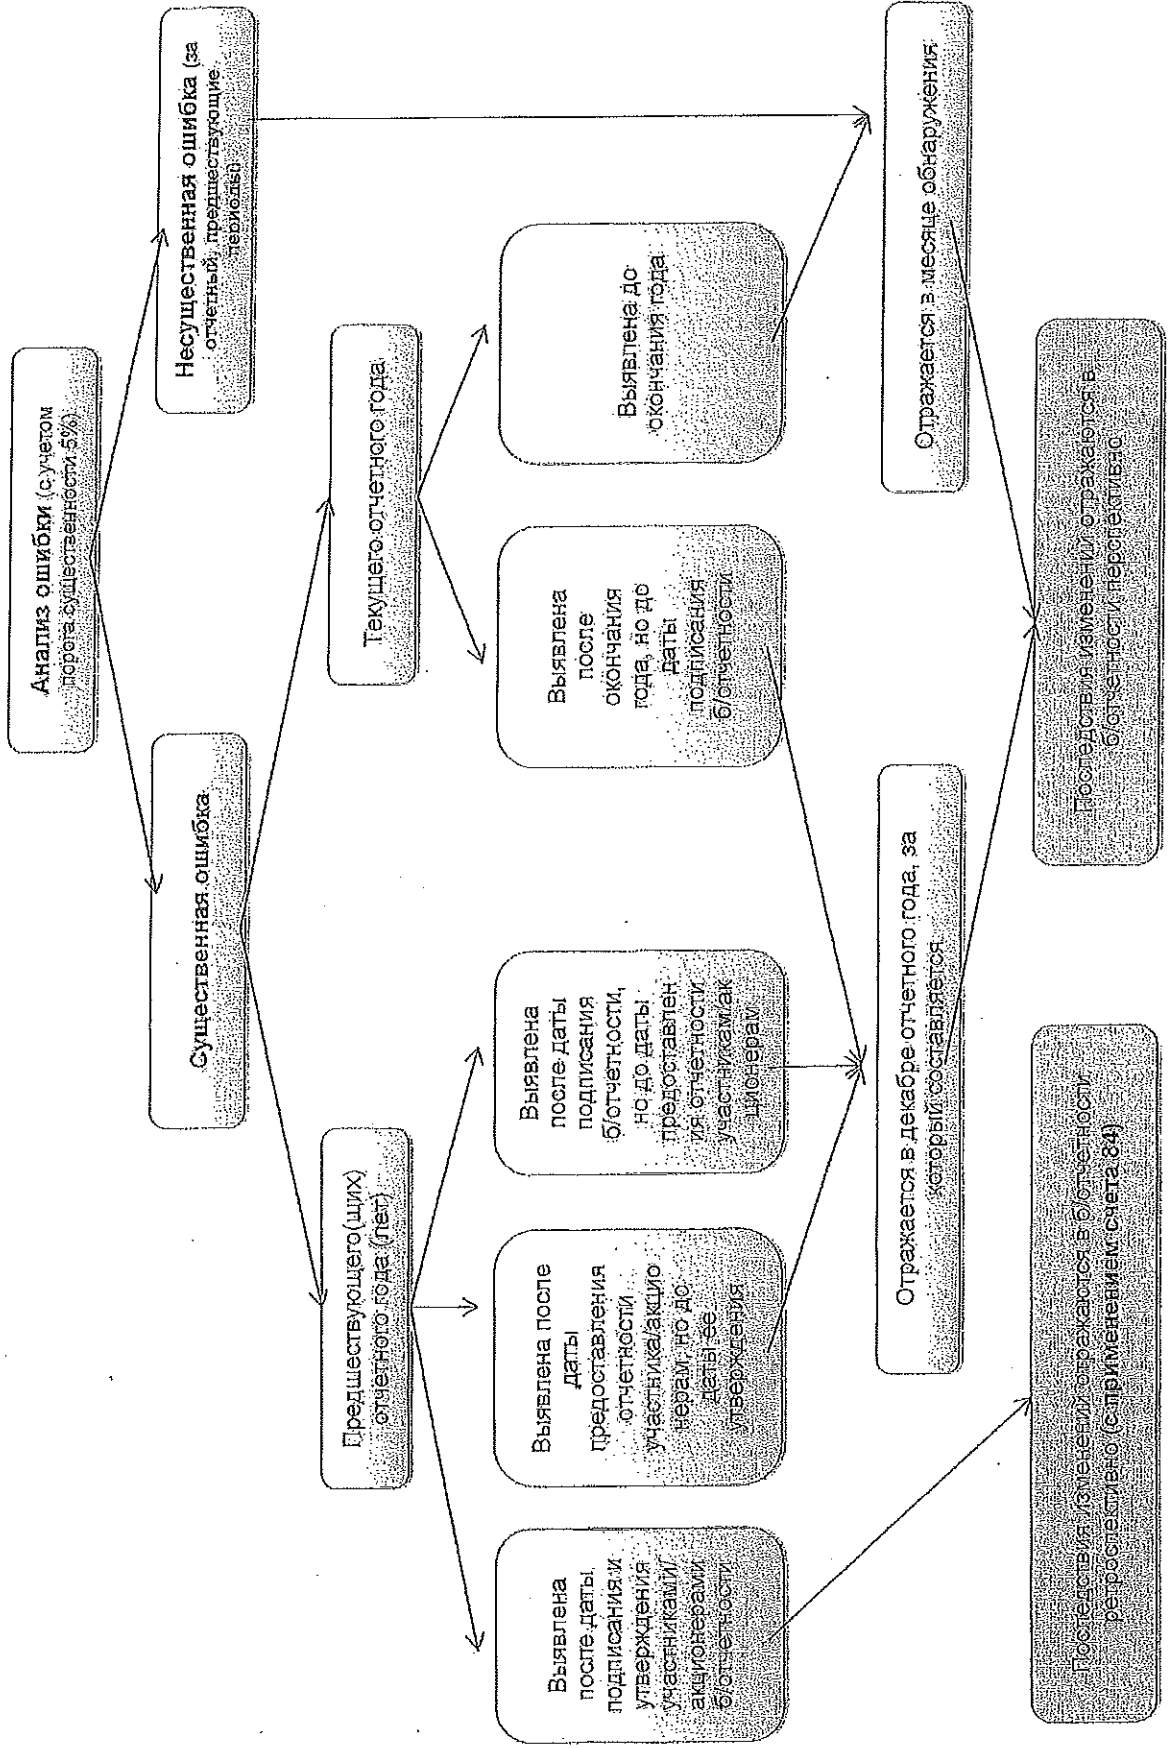 Анализ ошибки (с учетом
порога существенности 5%)
Существенная ошибка
Несущественная ошибка (за
отчетный, предшествующие
периоды)
Предшествующего(щих)
отчетного года (лет)
Текущего отчетного года
Выявлена
после даты
подписания и
утверждения
участниками/
акционерами
б/отчетности
Выявлена после
даты
предоставления
отчетности
участника/акцио
нерам, но до
даты ее
утверждения
Выявлена
после даты
подписания
б/отчетности,
но до даты
предоставлен
ия отчетности
участникам/ак
ционерам
Выявлена
после
окончания
года, но до
даты
подписания
б/отчетности
Выявлена до
окончания года
Отражается в декабре отчетного года, за
который составляется
Отражается в месяце обнаружения
Последствия изменений отражаются в б/отчетности
ретроспективно (с применением счета 84)
Последствия изменений отражаются в
б/отчетности перспективно